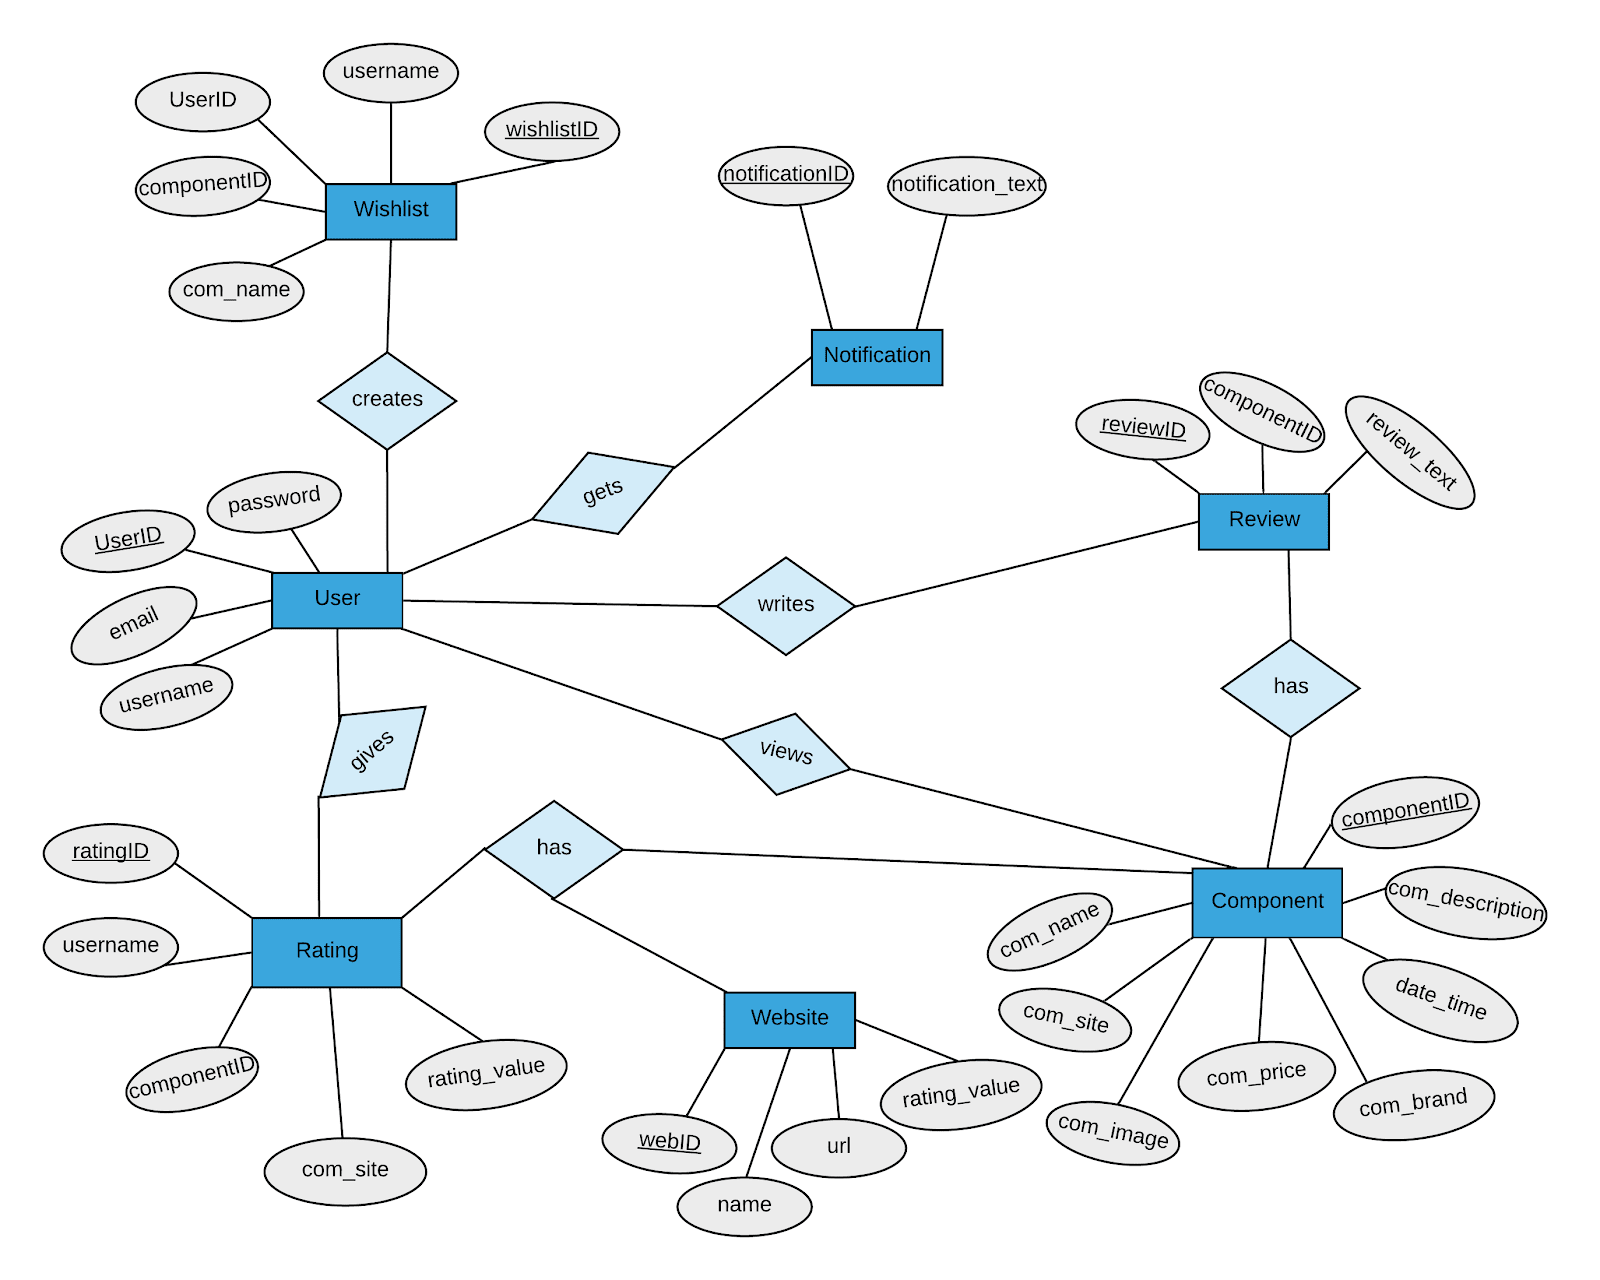 username
UserID
wishlistID
componentID
Wishlist
com_name
notificationID
notification_text
Notification
creates
gets
reviewID
componentID
review_text
Review
password
UserID
email
username
User
writes
has
gives
views
has
componentID
com_description
Component
com_name
com_site
date_time
com_image
com_price
com_brand
ratingID
username
Rating
componentID
rating_value
com_site
Website
webID
name
url
rating_value